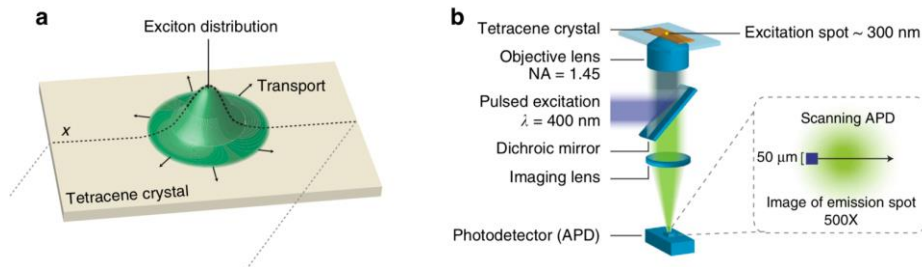 a
Exciton distribution
Transport
x
Tetracene crystal
b
Tetracene crystal
Excitation spot ~ 300 nm
Objective lens
NA = 1.45
Pulsed excitation
λ = 400 nm
Dichroic mirror
Imaging lens
Photodetector (APD)
Scanning APD
50 μm
Image of emission spot
500X